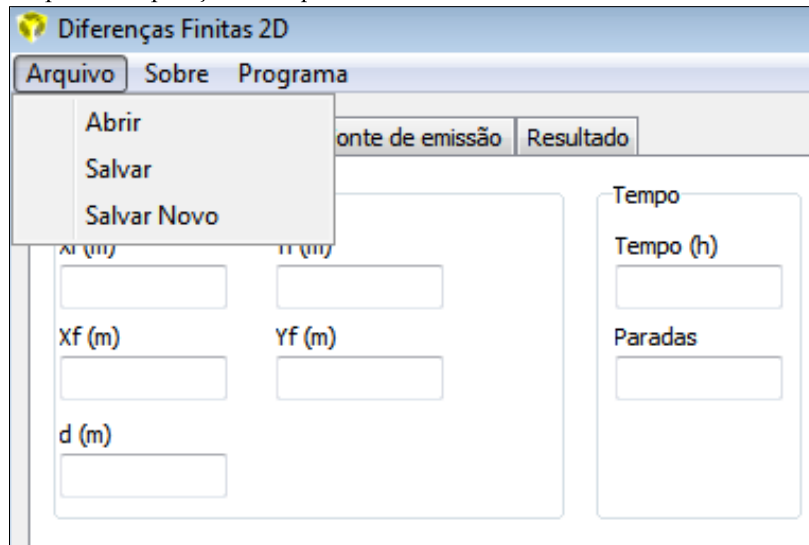 Diferenças Finitas 2D
Arquivo Sobre Programa
Abrir
Salvar
Salvar Novo
onte de emissão Resultado
Tempo
Tempo (h)
Xf (m) Yf (m) Paradas
d (m)